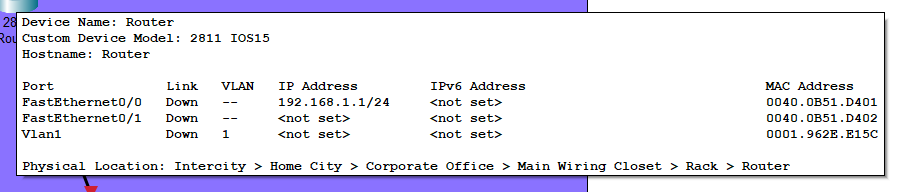 28
Rou
Device Name: Router
Custom Device Model: 2811 IOS15
Hostname: Router
Port Link VLAN IP Address IPv6 Address MAC Address
FastEthernet0/0 Down -- 192.168.1.1/24 <not set> 0040.0B51.D401
FastEthernet0/1 Down -- <not set> <not set> 0040.0B51.D402
Vlan1 Down 1 <not set> <not set> 0001.962E.E15C
Physical Location: Intercity > Home City > Corporate Office > Main Wiring Closet > Rack > Router